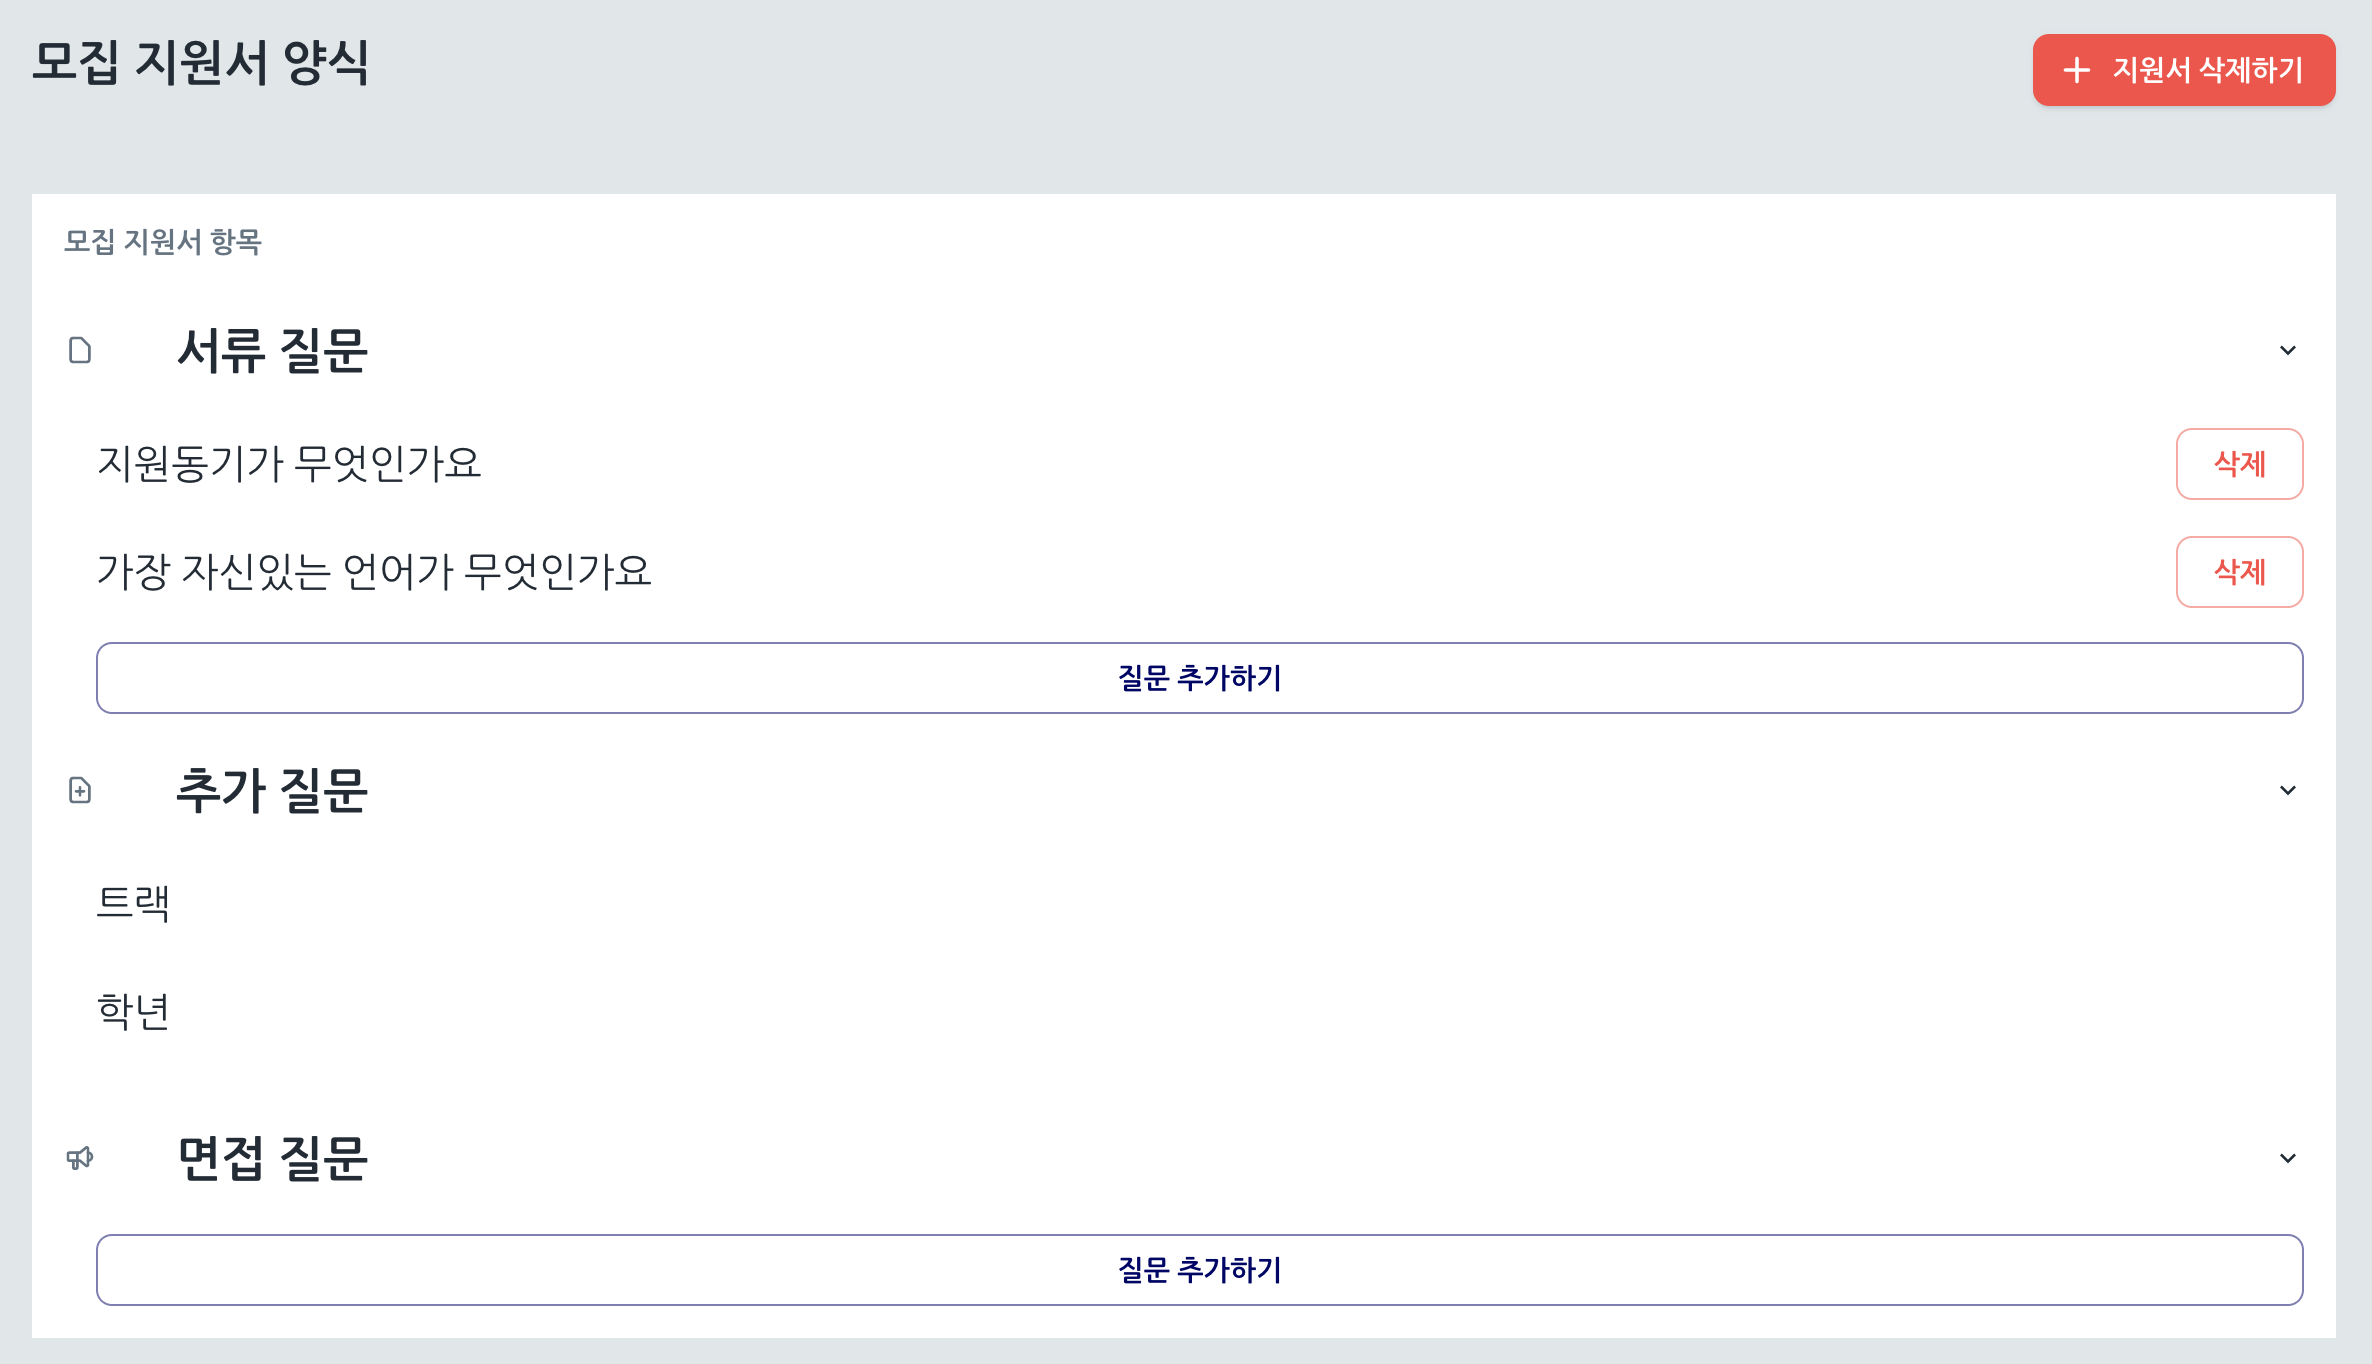 모집 지원서 양식
지원서 삭제하기
모집 지원서 항목
서류 질문
지원동기가 무엇인가요
삭제
가장 자신있는 언어가 무엇인가요
삭제
질문 추가하기
추가 질문
트랙
학년
면접 질문
질문 추가하기